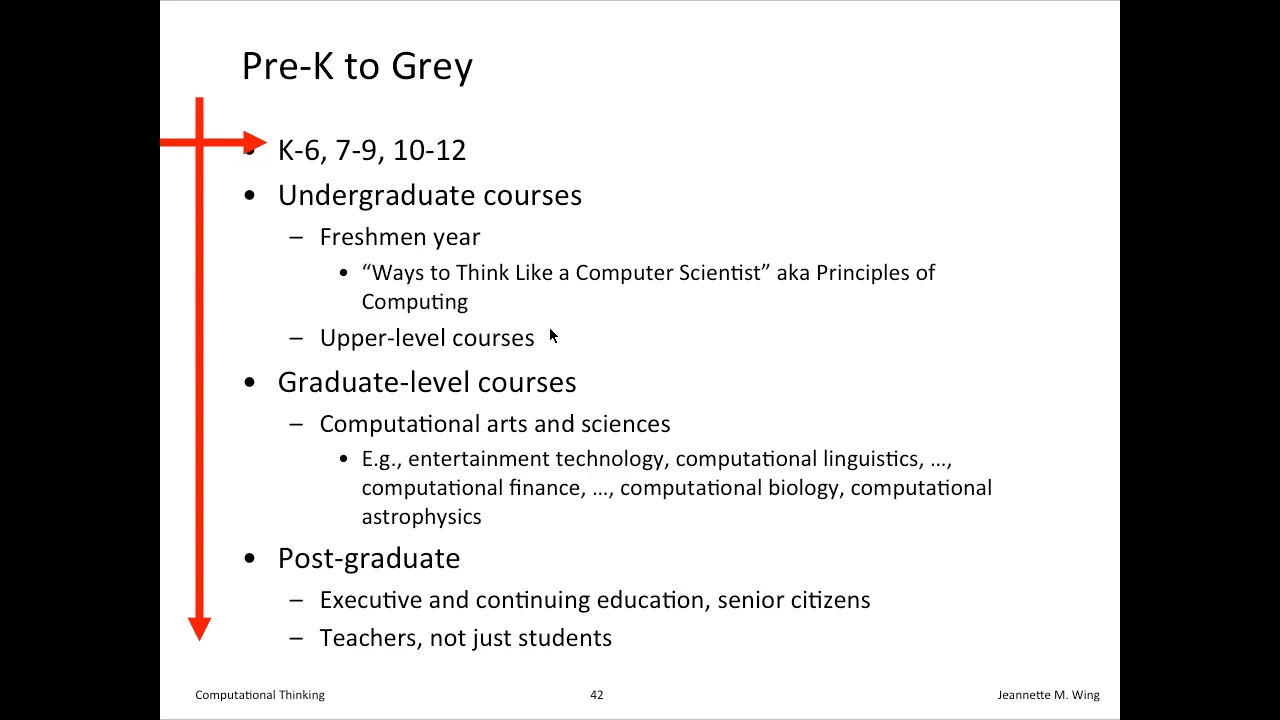 Pre-K to Grey
• K-6, 7-9, 10-12
• Undergraduate courses
– Freshmen year
• “Ways to Think Like a Computer Scientist” aka Principles of
Computing
– Upper-level courses
• Graduate-level courses
– Computational arts and sciences
• E.g., entertainment technology, computational linguistics, …,
computational finance, …, computational biology, computational
astrophysics
• Post-graduate
– Executive and continuing education, senior citizens
– Teachers, not just students
Computational Thinking
42
Jeannette M. Wing